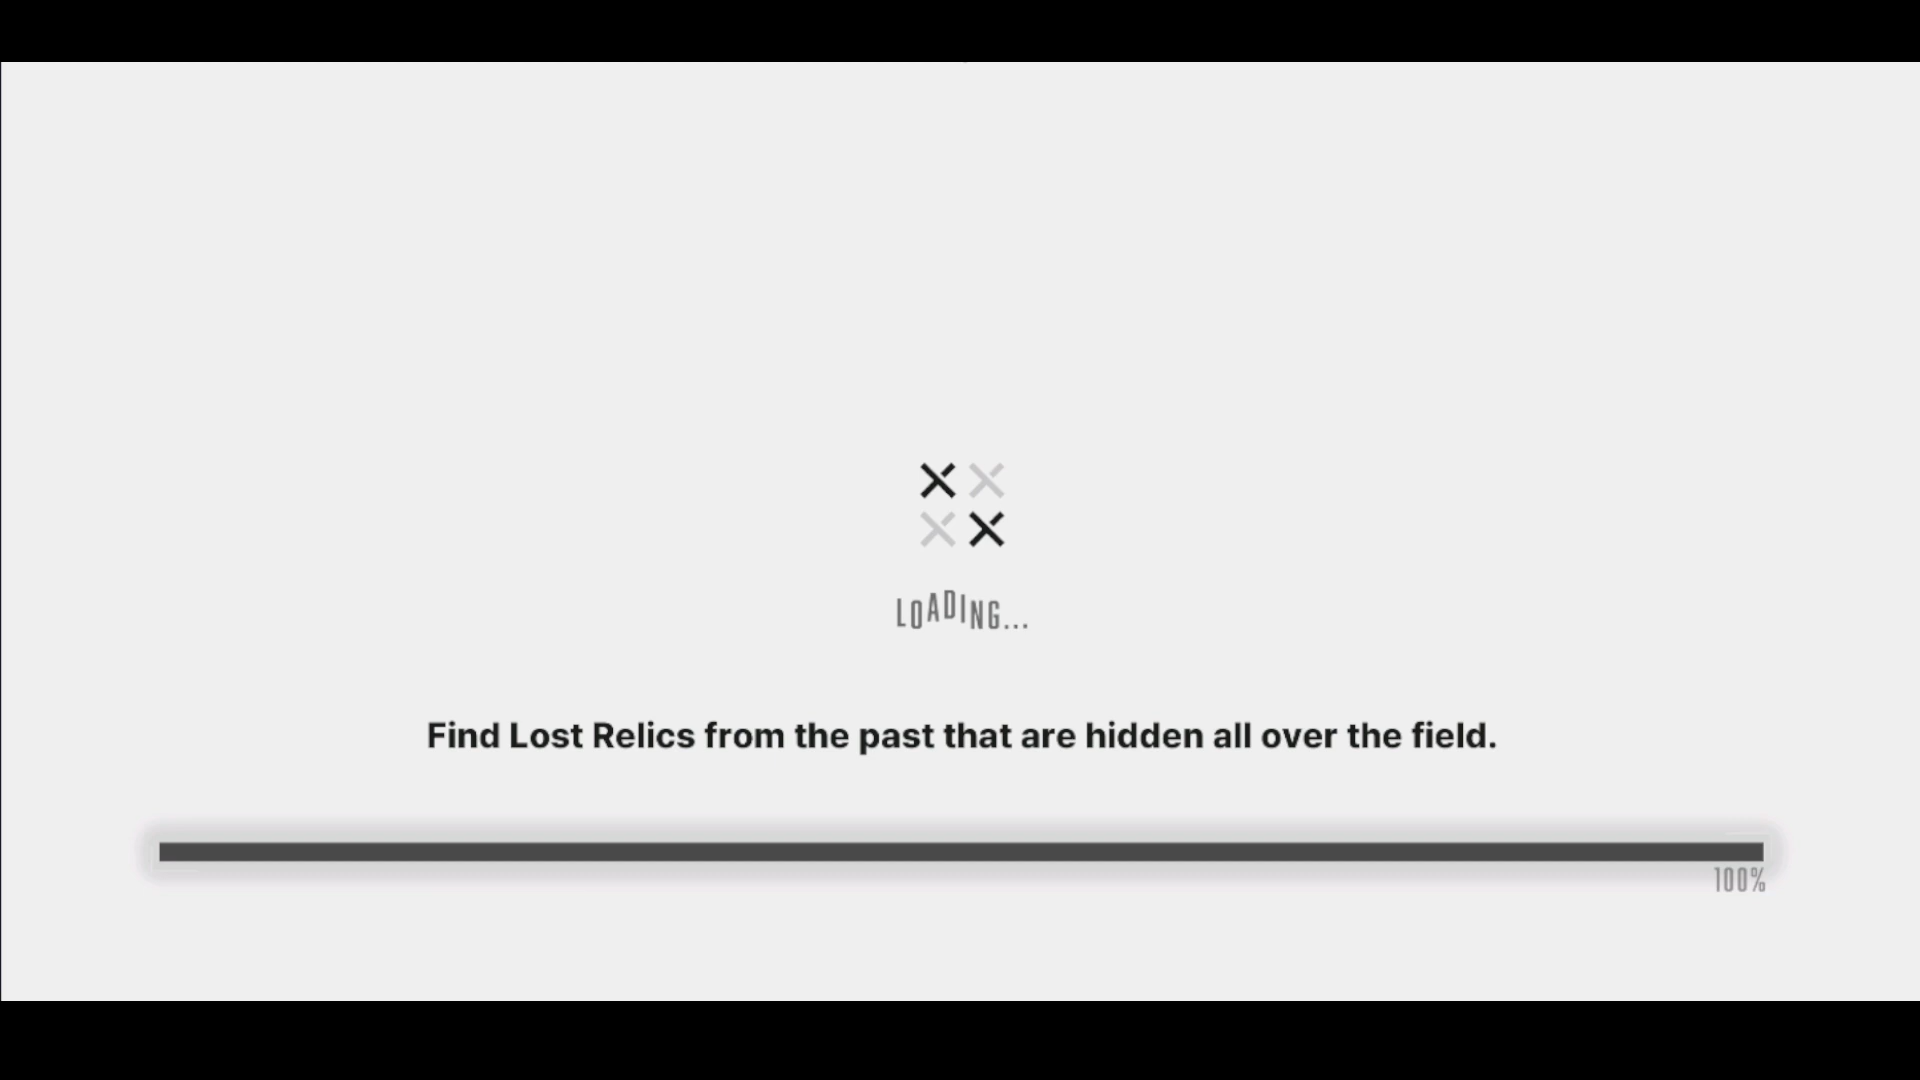 LOADING...
Find Lost Relics from the past that are hidden all over the field.
100%